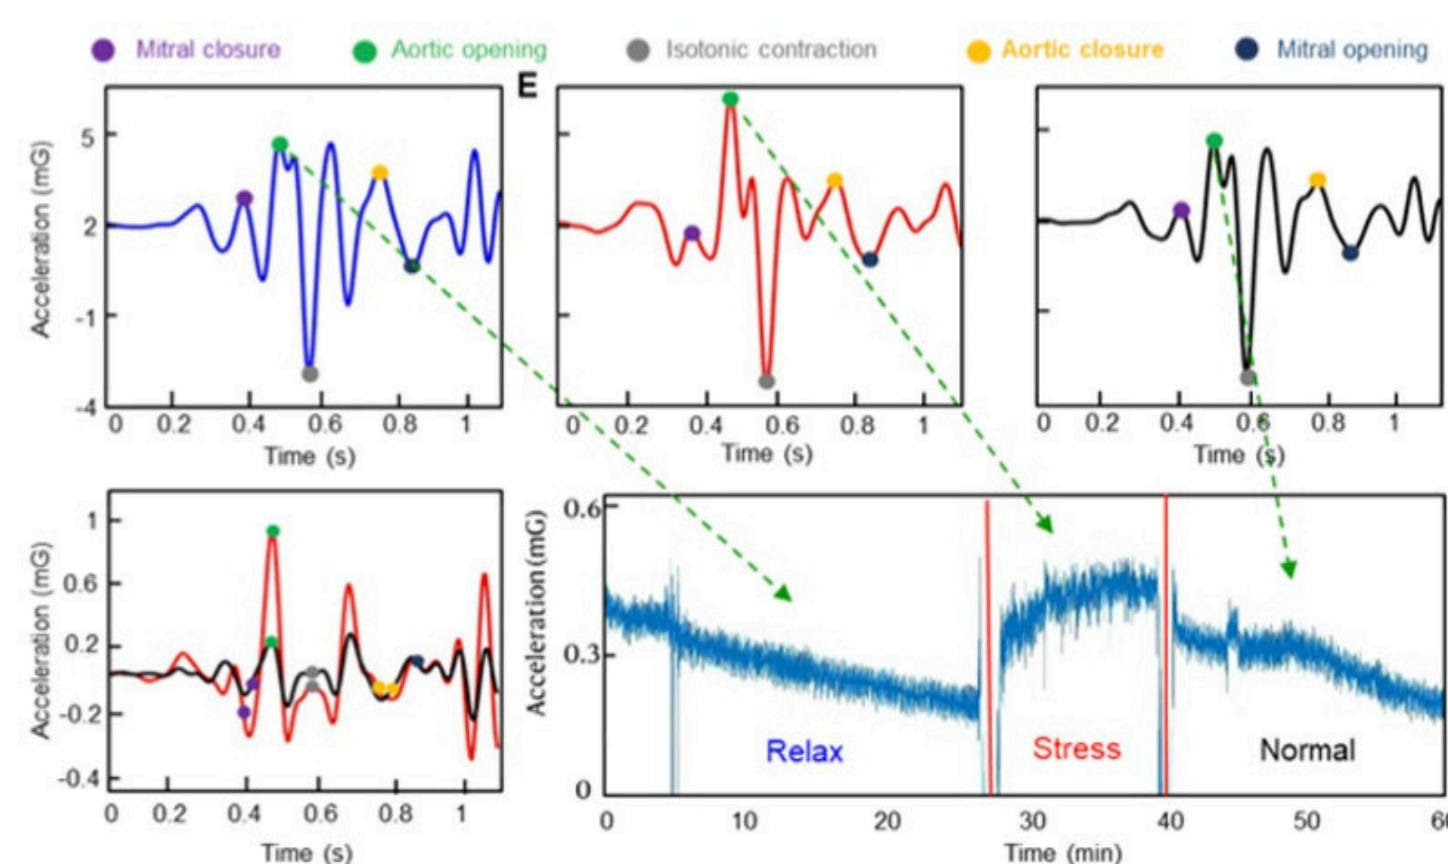 Mitral closure Aortic opening Isotonic contraction Aortic closure Mitral opening
E
Acceleration (mG)
5
2
-1
-4
0 0.2 0.4 0.6 0.8 1
Time (s)
0 0.2 0.4 0.6 0.8 1
Time (s)
0 0.2 0.4 0.6 0.8 1
Time (s)
Acceleration (mG)
1
0.6
0.2
-0.2
-0.4
0 0.2 0.4 0.6 0.8 1
Time (s)
Acceleration (mG)
0.6
0.3
0
Relax Stress Normal
0 10 20 30 40 50 60
Time (min)